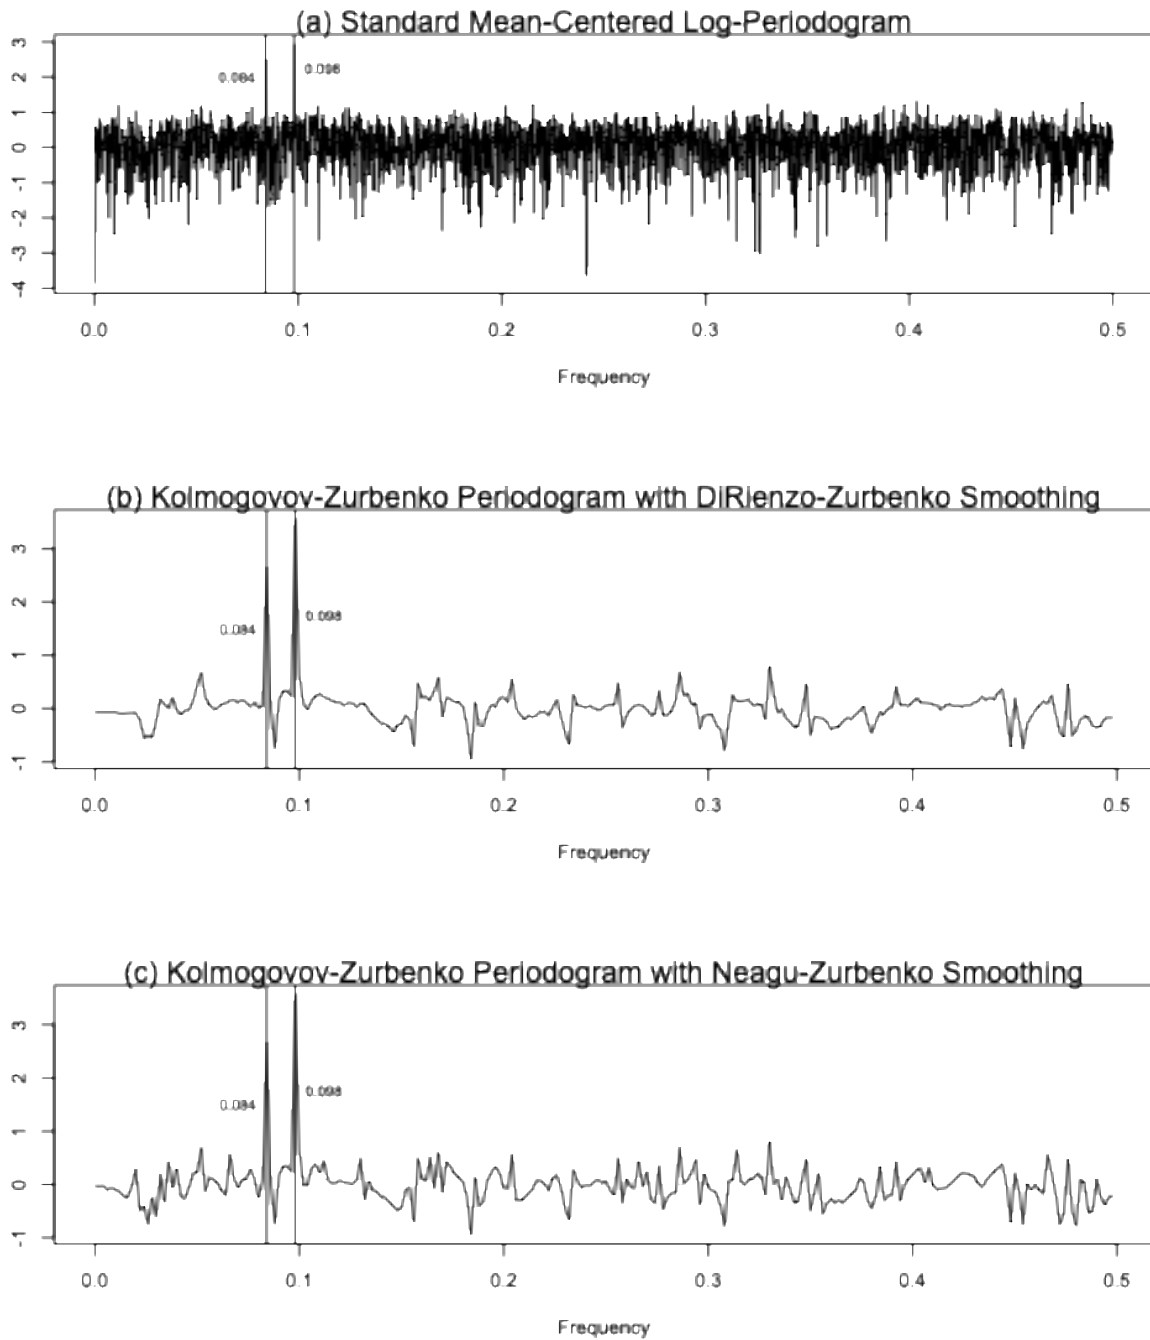 (a) Standard Mean-Centered Log-Periodogram
3
2
1
0
-1
-2
-3
-4
0.084
0.098
0.0 0.1 0.2 0.3 0.4 0.5
Frequency
(b) Kolmogovov-Zurbenko Periodogram with DiRienzo-Zurbenko Smoothing
3
2
1
0
-1
0.084
0.098
0.0 0.1 0.2 0.3 0.4 0.5
Frequency
(c) Kolmogovov-Zurbenko Periodogram with Neagu-Zurbenko Smoothing
3
2
1
0
-1
0.084
0.098
0.0 0.1 0.2 0.3 0.4 0.5
Frequency